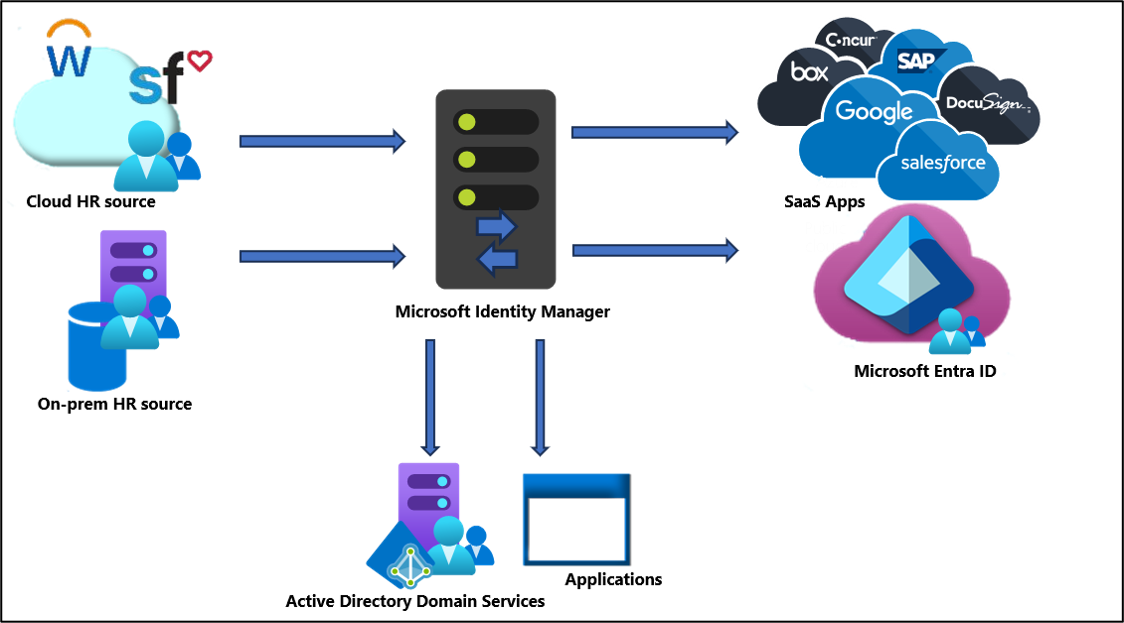 W
sf
Cloud HR source
On-prem HR source
Microsoft Identity Manager
Concur
box
SAP
Google
DocuSign
salesforce
SaaS Apps
Microsoft Entra ID
Active Directory Domain Services
Applications